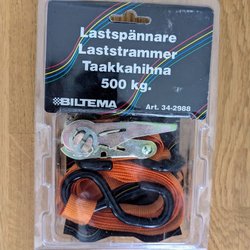 Lastspännare
Laststrammer
Taakkahihna
500 kg.
BILTEMA
Art. 34-2988